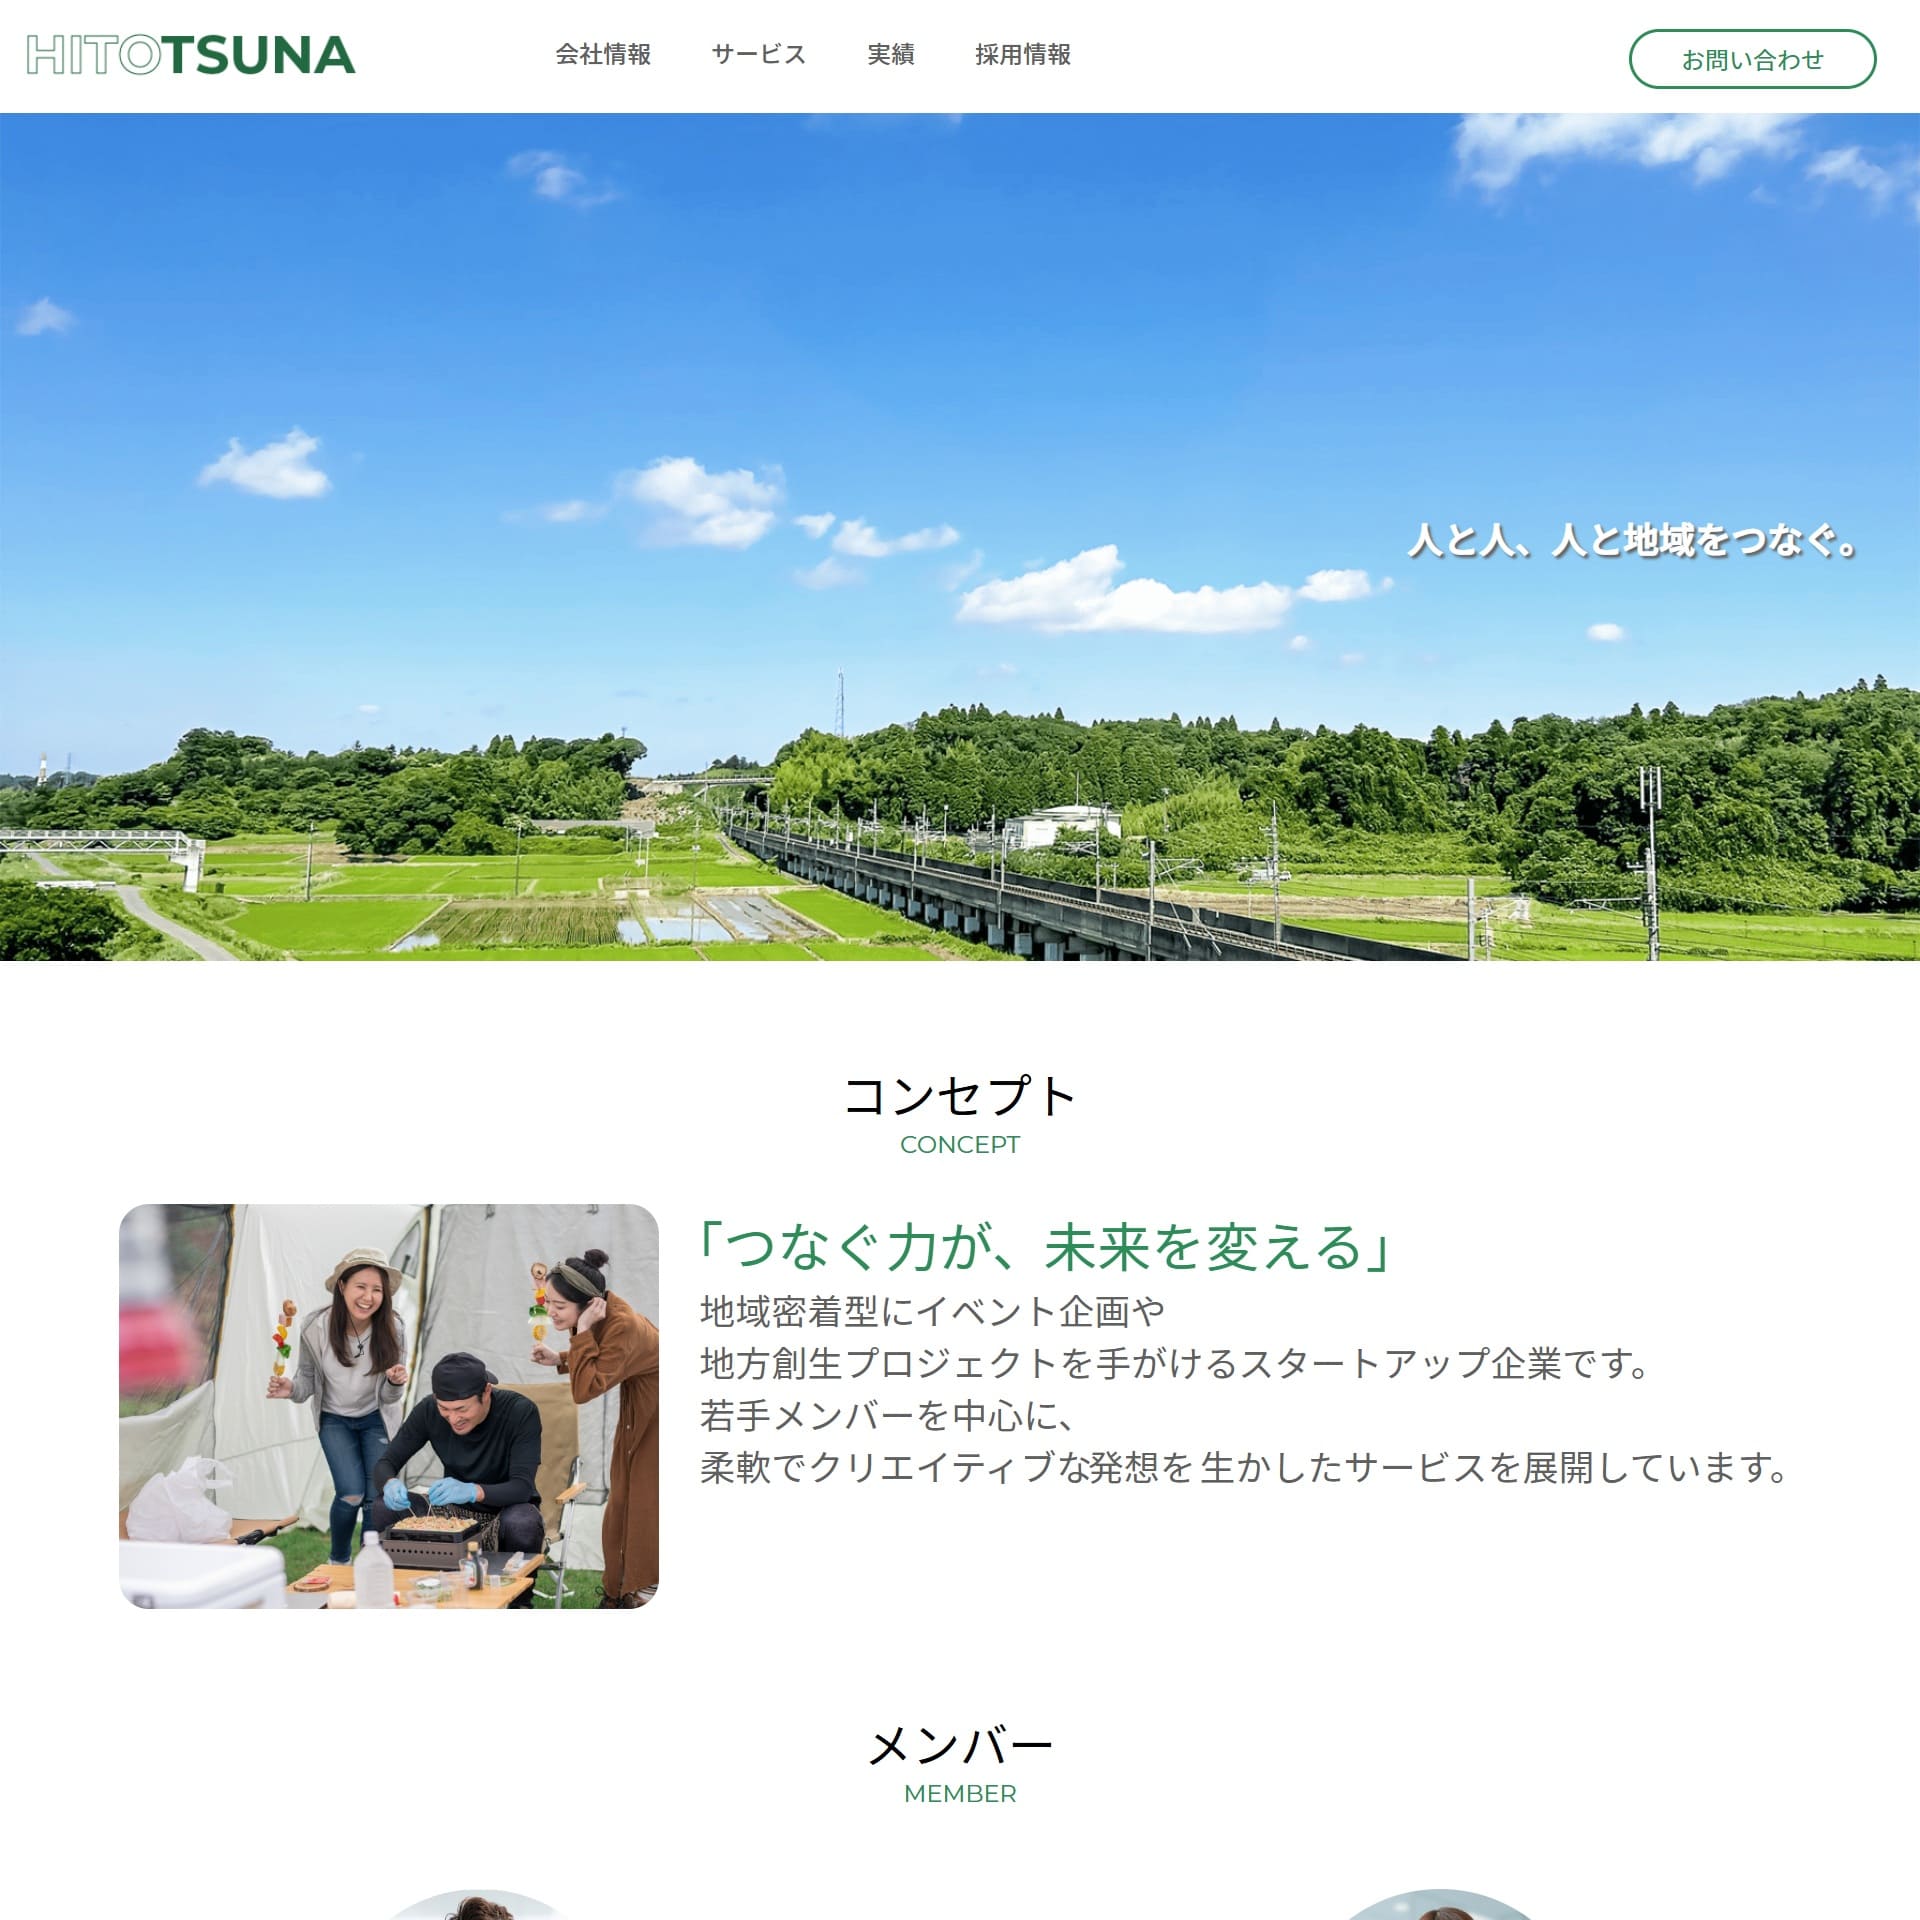 HITOTSUNA
会社情報
サービス
実績
採用情報
お問い合わせ
人と人、人と地域をつなぐ。
コンセプト
CONCEPT
「つなぐ力が、未来を変える」
地域密着型にイベント企画や
地方創生プロジェクトを手がけるスタートアップ企業です。
若手メンバーを中心に、
柔軟でクリエイティブな発想を 生かしたサービスを展開しています。
メンバー
MEMBER